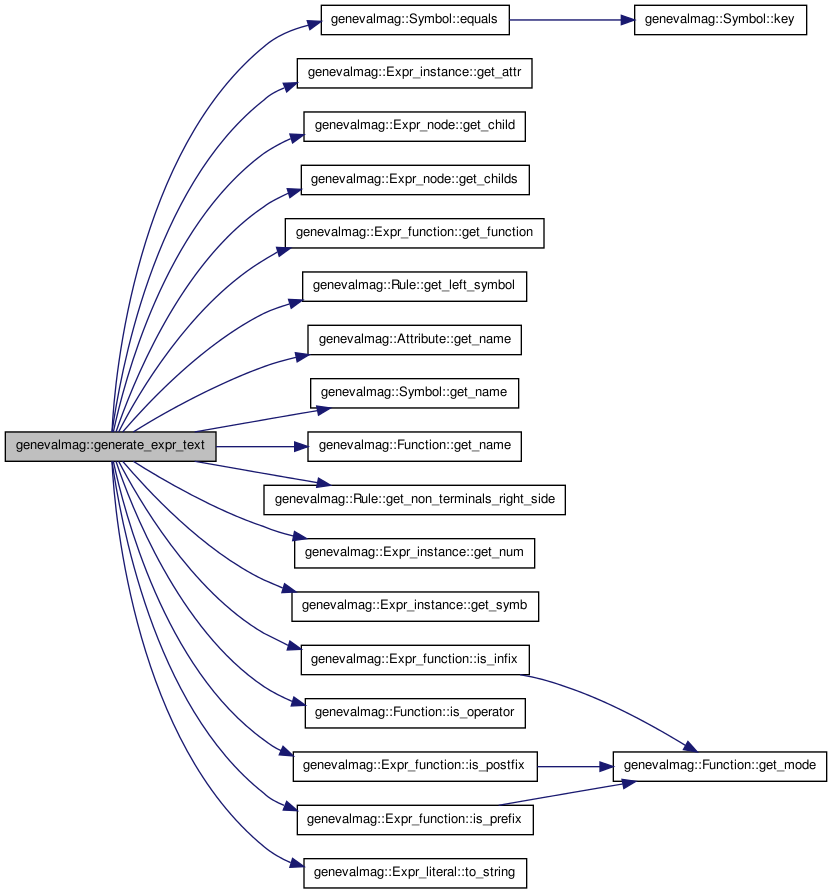 genevalmag::Symbol::equals
genevalmag::Symbol::key
genevalmag::Expr_instance::get_attr
genevalmag::Expr_node::get_child
genevalmag::Expr_node::get_childs
genevalmag::Expr_function::get_function
genevalmag::Rule::get_left_symbol
genevalmag::Attribute::get_name
genevalmag::Symbol::get_name
genevalmag::generate_expr_text
genevalmag::Function::get_name
genevalmag::Rule::get_non_terminals_right_side
genevalmag::Expr_instance::get_num
genevalmag::Expr_instance::get_symb
genevalmag::Expr_function::is_infix
genevalmag::Function::is_operator
genevalmag::Expr_function::is_postfix
genevalmag::Function::get_mode
genevalmag::Expr_function::is_prefix
genevalmag::Expr_literal::to_string